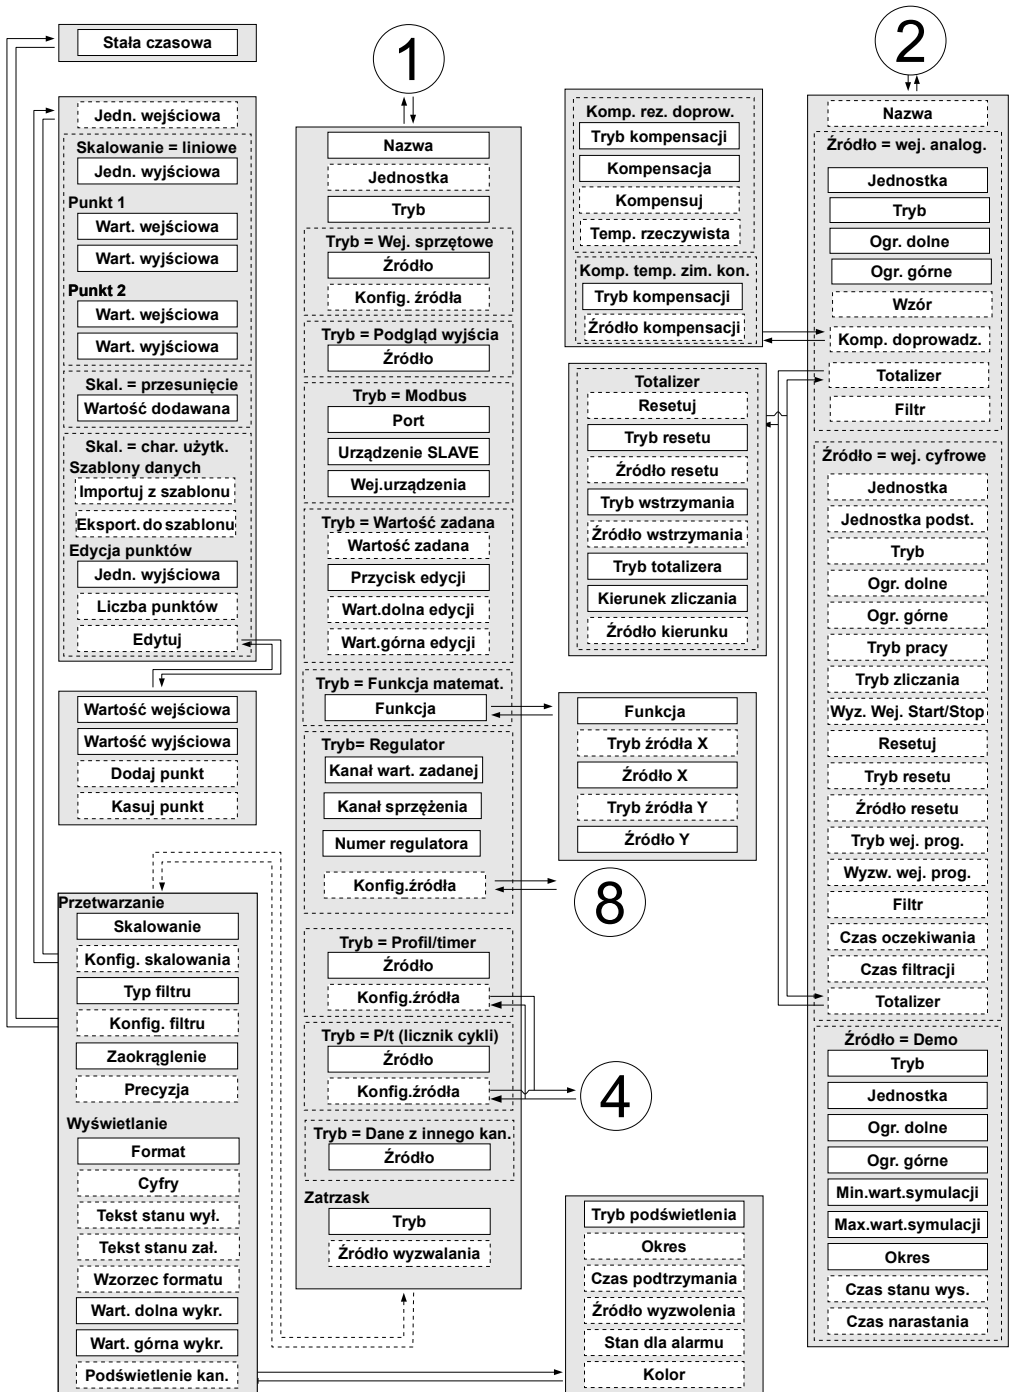 Stała czasowa
Jedn. wejściowa
Skalowanie = liniowe
Jedn. wyjściowa
Punkt 1
Wart. wejściowa
Wart. wyjściowa
Punkt 2
Wart. wejściowa
Wart. wyjściowa
Skal. = przesunięcie
Wartość dodawana
Skal. = char. użytk.
Szablony danych
Importuj z szablonu
Eksport. do szablonu
Edycja punktów
Jedn. wyjściowa
Liczba punktów
Edytuj
Wartość wejściowa
Wartość wyjściowa
Dodaj punkt
Kasuj punkt
Przetwarzanie
Skalowanie
Konfig. skalowania
Typ filtru
Konfig. filtru
Zaokrąglenie
Precyzja
Wyświetlanie
Format
Cyfry
Tekst stanu wył.
Tekst stanu zał.
Wzorzec formatu
Wart. dolna wykr.
Wart. górna wykr.
Podświetlenie kan.
1
Nazwa
Jednostka
Tryb
Tryb = Wej. sprzętowe
Źródło
Konfig. źródła
Tryb = Podgląd wyjścia
Źródło
Tryb = Modbus
Port
Urządzenie SLAVE
Wej.urządzenia
Tryb = Wartość zadana
Wartość zadana
Przycisk edycji
Wart.dolna edycji
Wart.górna edycji
Tryb = Funkcja matemat.
Funkcja
Tryb= Regulator
Kanał wart. zadanej
Kanał sprzężenia
Numer regulatora
Konfig.źródła
Tryb = Profil/timer
Źródło
Konfig.źródła
Tryb = P/t (licznik cykli)
Źródło
Konfig.źródła
Tryb = Dane z innego kan.
Źródło
Zatrzask
Tryb
Źródło wyzwalania
Komp. rez. doprow.
Tryb kompensacji
Kompensacja
Kompensuj
Temp. rzeczywista
Komp. temp. zim. kon.
Tryb kompensacji
Źródło kompensacji
Totalizer
Resetuj
Tryb resetu
Źródło resetu
Tryb wstrzymania
Źródło wstrzymania
Tryb totalizera
Kierunek zliczania
Źródło kierunku
Funkcja
Tryb źródła X
Źródło X
Tryb źródła Y
Źródło Y
8
4
Tryb podświetlenia
Okres
Czas podtrzymania
Źródło wyzwolenia
Stan dla alarmu
Kolor
2
Nazwa
Źródło = wej. analog.
Jednostka
Tryb
Ogr. dolne
Ogr. górne
Wzór
Komp. doprowadz.
Totalizer
Filtr
Źródło = wej. cyfrowe
Jednostka
Jednostka podst.
Tryb
Ogr. dolne
Ogr. górne
Tryb pracy
Tryb zliczania
Wyz. Wej. Start/Stop
Resetuj
Tryb resetu
Źródło resetu
Tryb wej. prog.
Wyzw. wej. prog.
Filtr
Czas oczekiwania
Czas filtracji
Totalizer
Źródło = Demo
Tryb
Jednostka
Ogr. dolne
Ogr. górne
Min.wart.symulacji
Max.wart.symulacji
Okres
Czas stanu wys.
Czas narastania